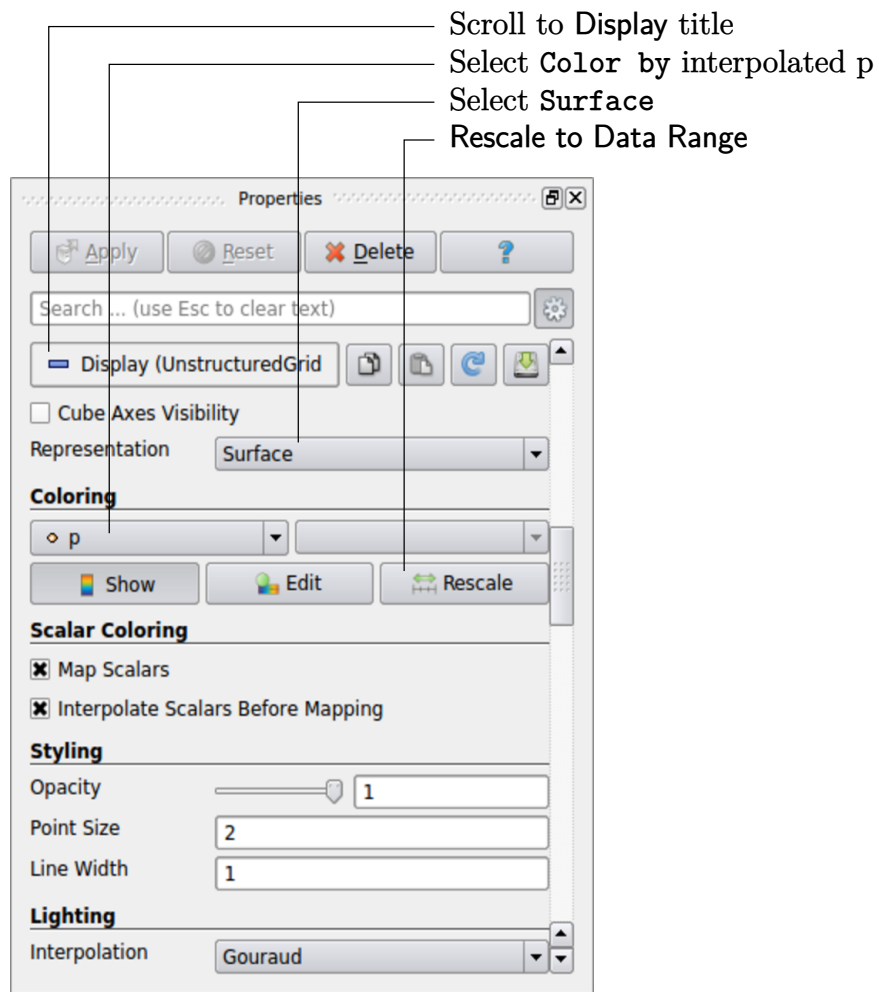 Scroll to Display title
Select Color by interpolated p
Select Surface
Rescale to Data Range
Properties
Apply Reset Delete ?
Search ... (use Esc to clear text)
Display (UnstructuredGrid
Cube Axes Visibility
Representation Surface
Coloring
p
Show Edit Rescale
Scalar Coloring
Map Scalars
Interpolate Scalars Before Mapping
Styling
Opacity 1
Point Size 2
Line Width 1
Lighting
Interpolation Gouraud